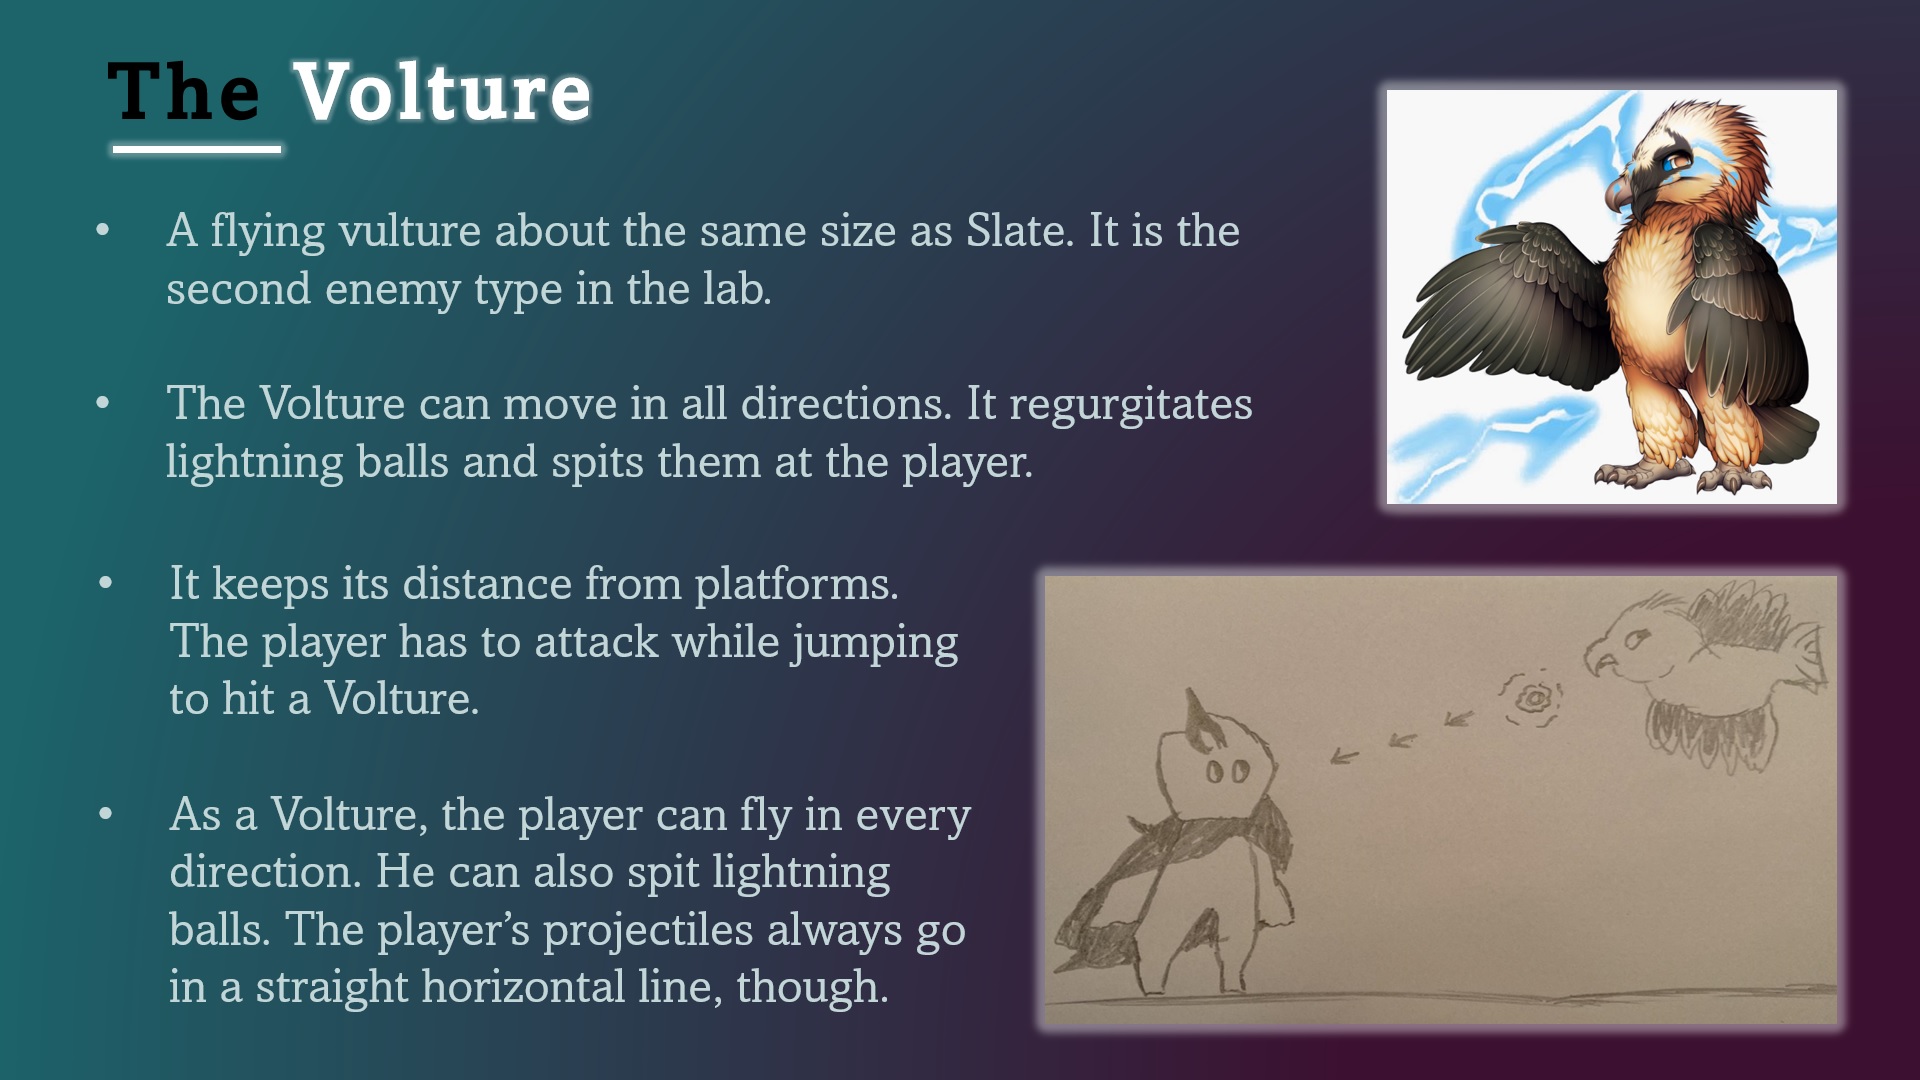 The Volture
• A flying vulture about the same size as Slate. It is the
second enemy type in the lab.
• The Volture can move in all directions. It regurgitates
lightning balls and spits them at the player.
• It keeps its distance from platforms.
The player has to attack while jumping
to hit a Volture.
• As a Volture, the player can fly in every
direction. He can also spit lightning
balls. The player’s projectiles always go
in a straight horizontal line, though.